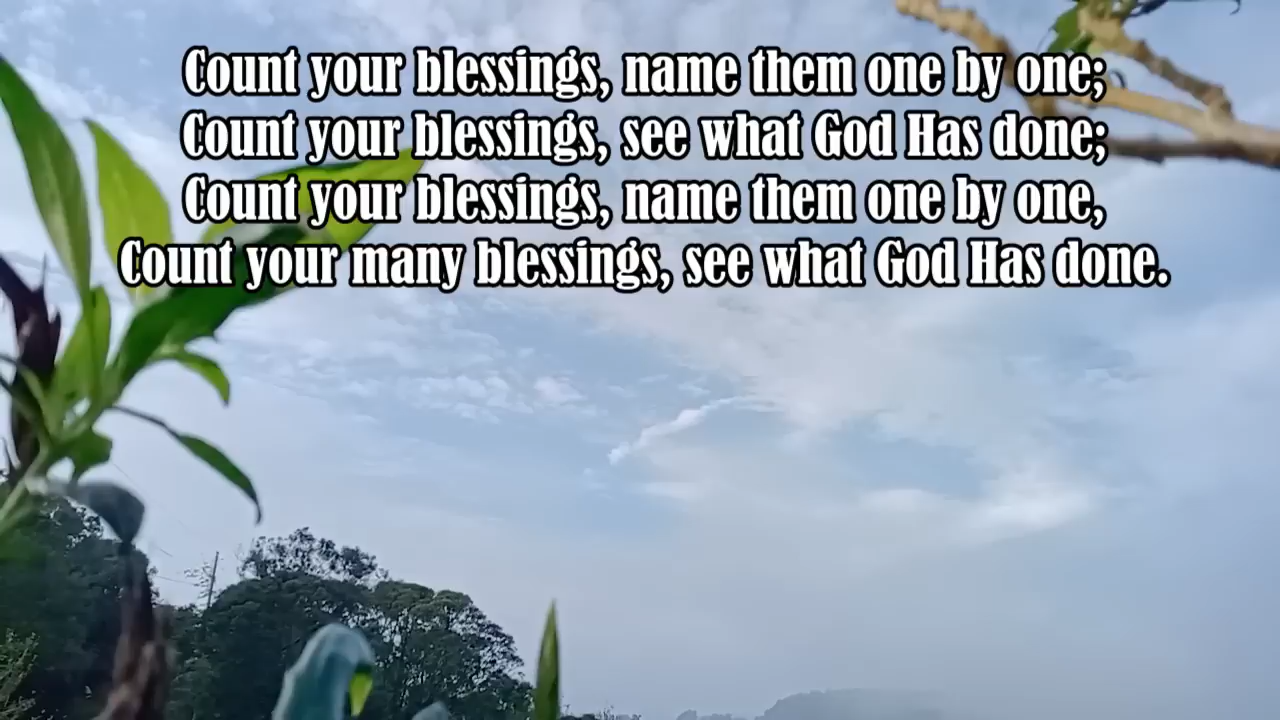 Count your blessings, name them one by one;
Count your blessings, see what God Has done;
Count your blessings, name them one by one,
Count your many blessings, see what God Has done.